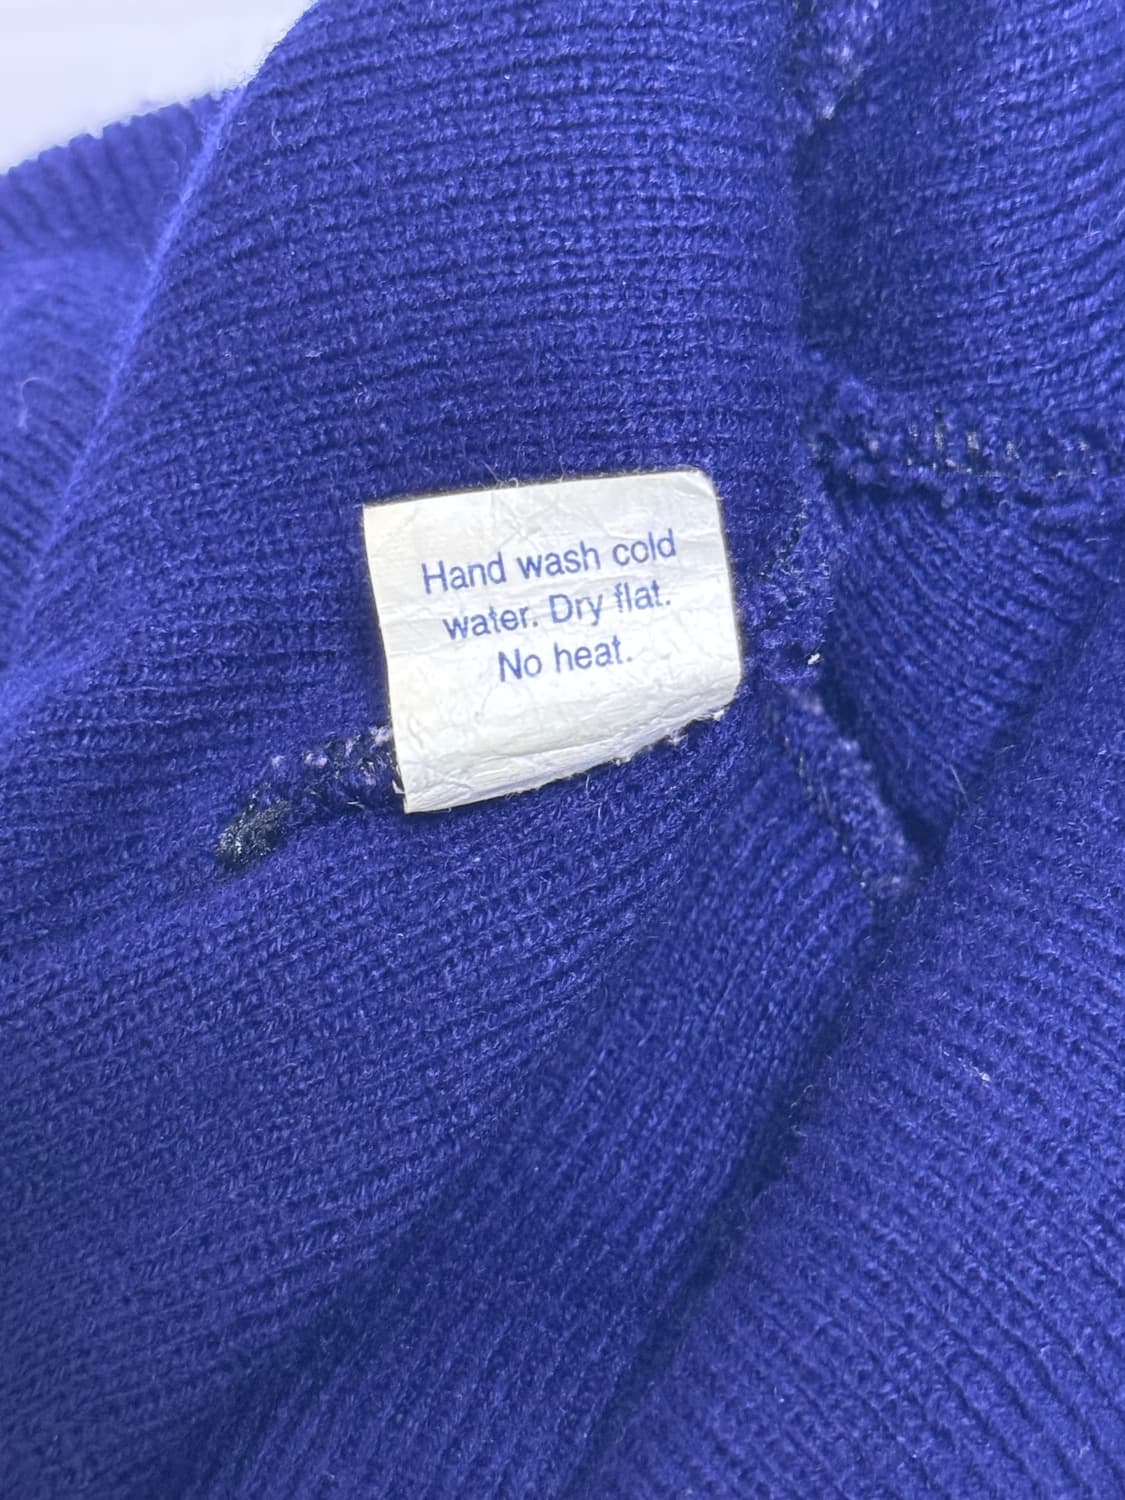 Hand wash cold
water. Dry flat.
No heat.